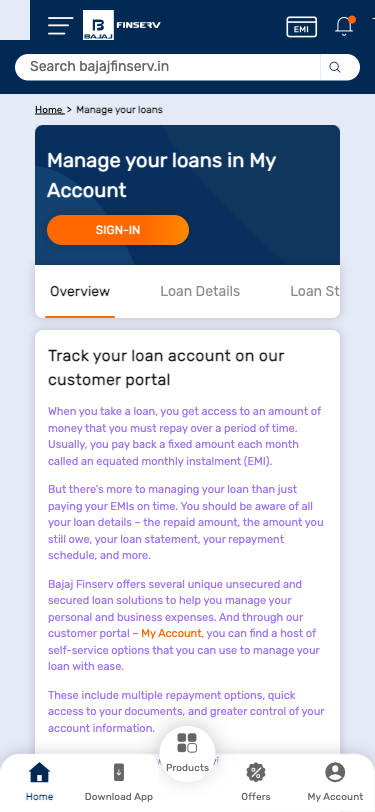 B
BAJAJ
FINSERV
EMI
Search bajajfinserv.in
Home > Manage your loans
Manage your loans in My
Account
SIGN-IN
Overview Loan Details Loan St
Track your loan account on our
customer portal
When you take a loan, you get access to an amount of
money that you must repay over a period of time.
Usually, you pay back a fixed amount each month
called an equated monthly instalment (EMI).
But there's more to managing your loan than just
paying your EMIs on time. You should be aware of all
your loan details – the repaid amount, the amount you
still owe, your loan statement, your repayment
schedule, and more.
Bajaj Finserv offers several unique unsecured and
secured loan solutions to help you manage your
personal and business expenses. And through our
customer portal – My Account, you can find a host of
self-service options that you can use to manage your
loan with ease.
These include multiple repayment options, quick
access to your documents, and greater control of your
account information.
Products
Home Download App Offers My Account